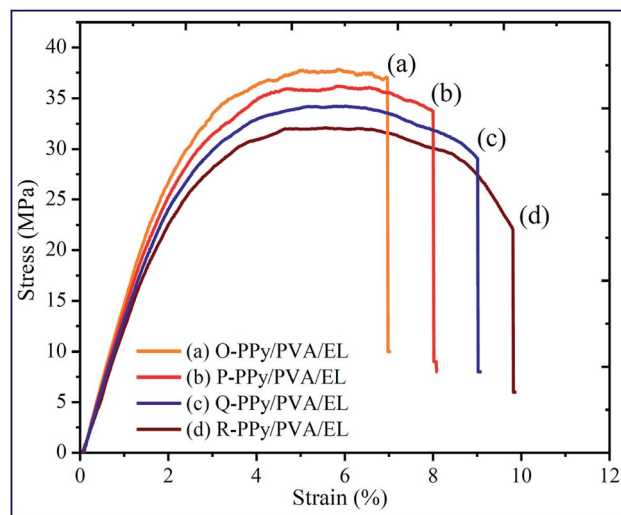 40
35
30
25
20
15
10
5
0
Stress (MPa)
(a)
(b)
(c)
(d)
(a) O-PPy/PVA/EL
(b) P-PPy/PVA/EL
(c) Q-PPy/PVA/EL
(d) R-PPy/PVA/EL
0 2 4 6 8 10 12
Strain (%)